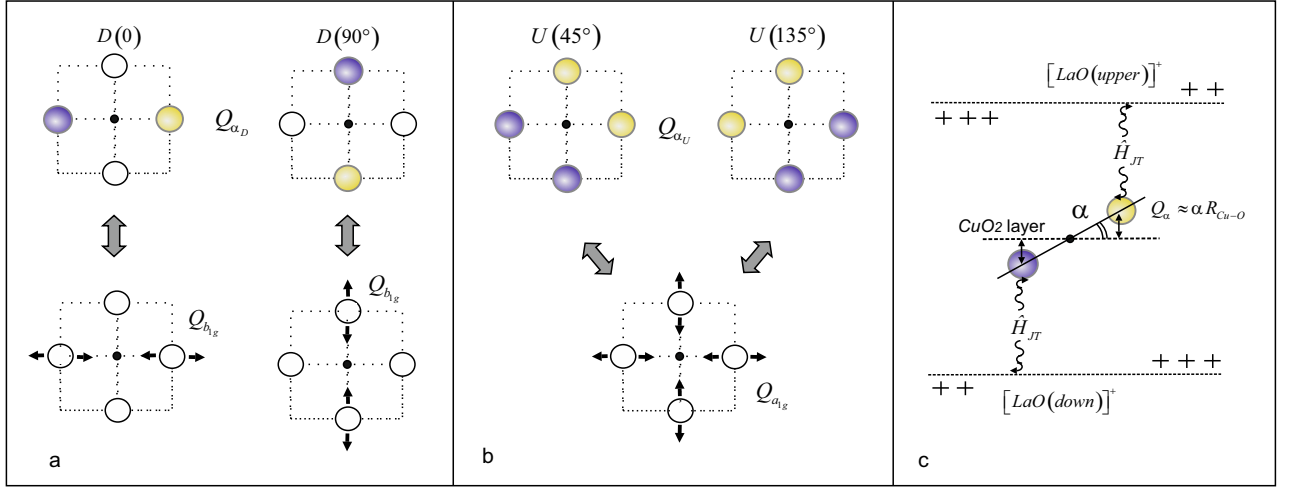 D(0)
D(90°)
Q_{α_D}
Q_{b_{1g}}
Q_{b_{1g}}
a
U(45°)
U(135°)
Q_{α_U}
Q_{a_{1g}}
b
[LaO(upper)]^+
+ +
+ + +
Ĥ_{JT}
α
Q_α ≈ α R_{Cu−O}
CuO2 layer
Ĥ_{JT}
+ + +
+ +
[LaO(down)]^+
c